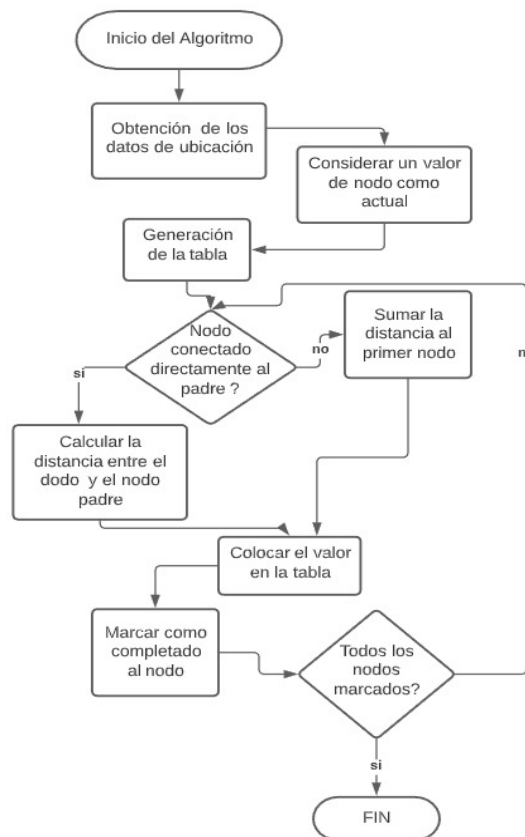 Inicio del Algoritmo
Obtención de los
datos de ubicación
Considerar un valor
de nodo como
actual
Generación
de la tabla
Nodo
conectado
directamente al
padre ?
si
no
Sumar la
distancia al
primer nodo
Calcular la
distancia entre el
dodo y el nodo
padre
Colocar el valor
en la tabla
Marcar como
completado
al nodo
Todos los
nodos
marcados?
si
FIN